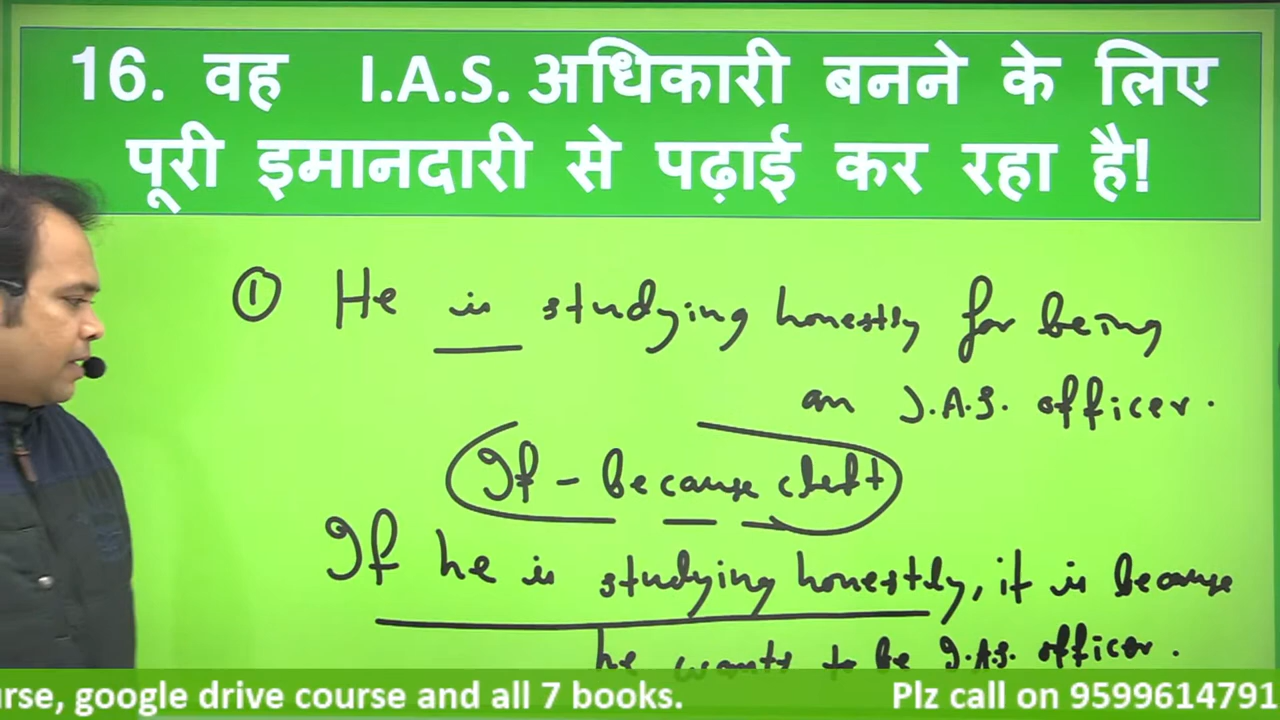 16. वह I.A.S. अधिकारी बनने के लिए
पूरी इमानदारी से पढ़ाई कर रहा है!
① He is studying honestly for being
an I.A.S. officer.
If - because cleft
If he is studying honestly, it is because
he wants to be I.A.S. officer.
rse, google drive course and all 7 books. Plz call on 9599614791